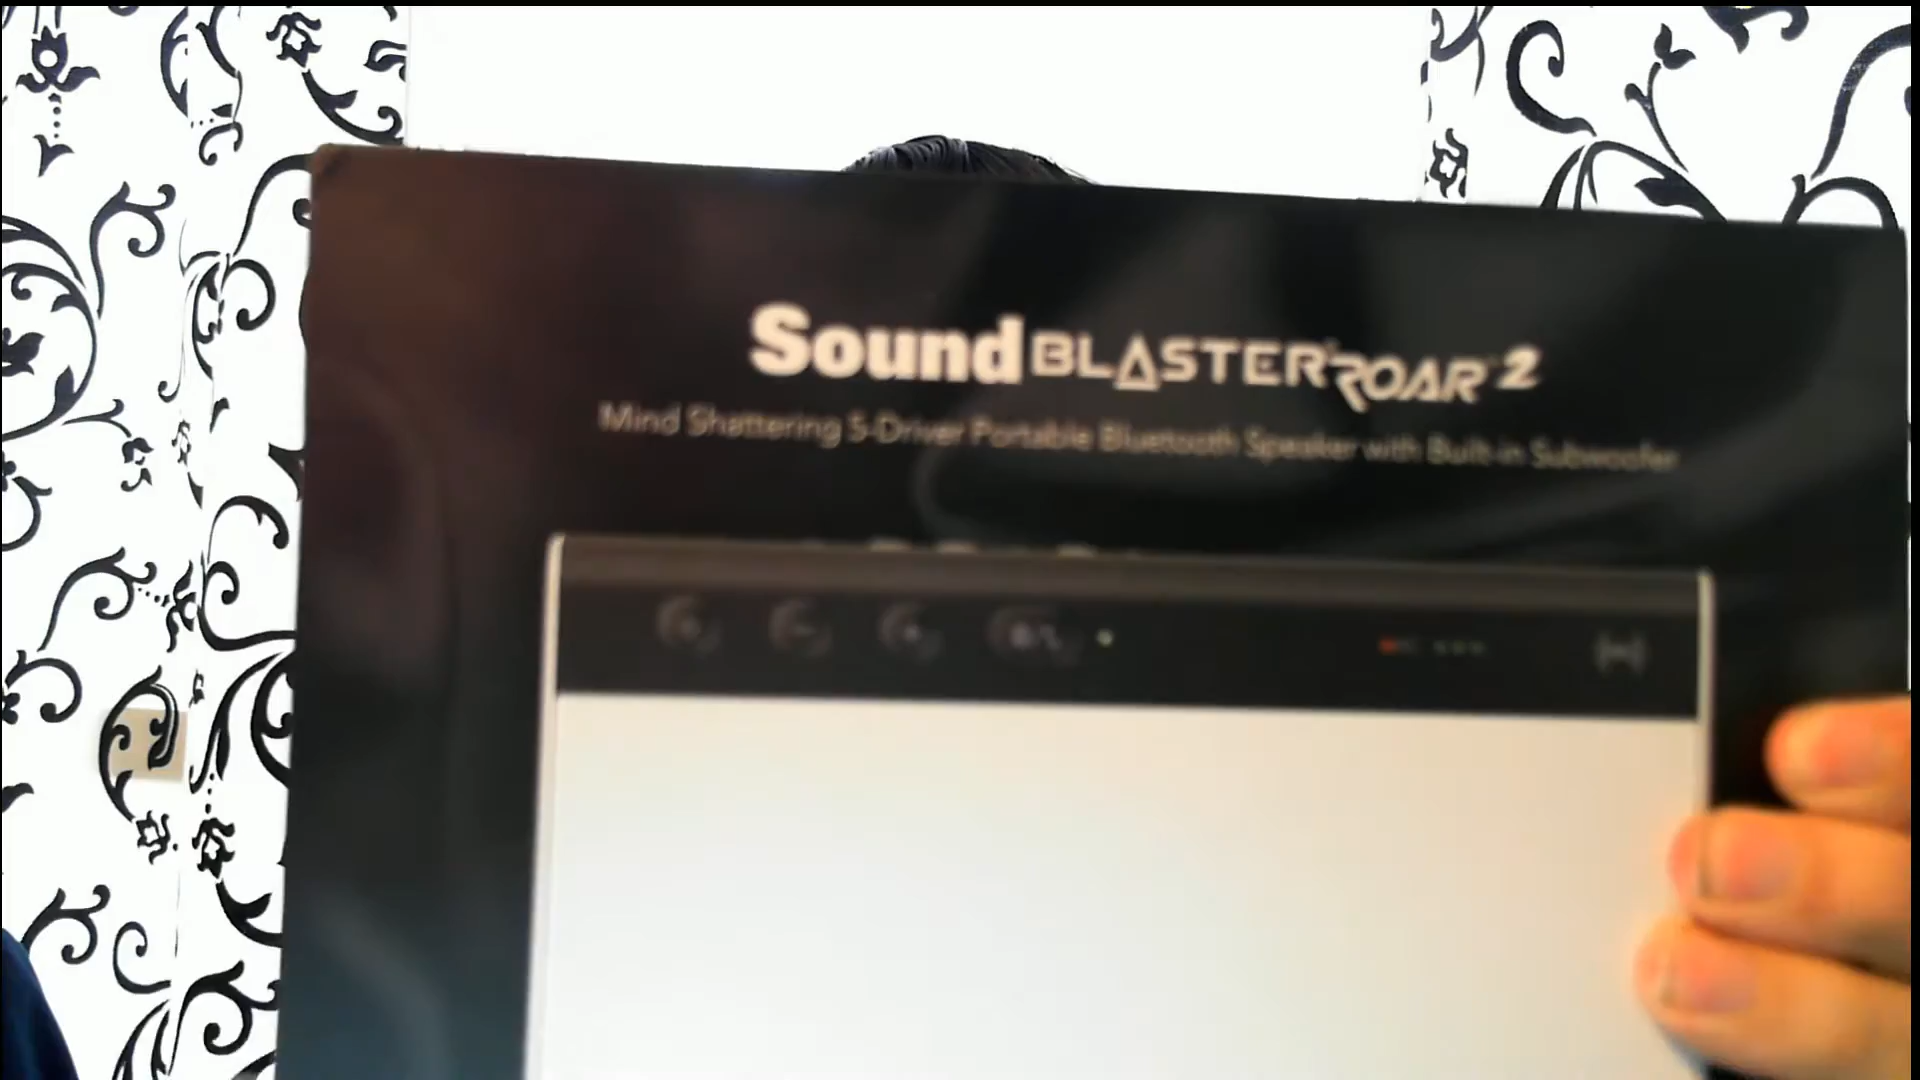 Sound BLASTER ROAR 2
Mind Shattering 5-Driver Portable Bluetooth Speaker with Built-in Subwoofer